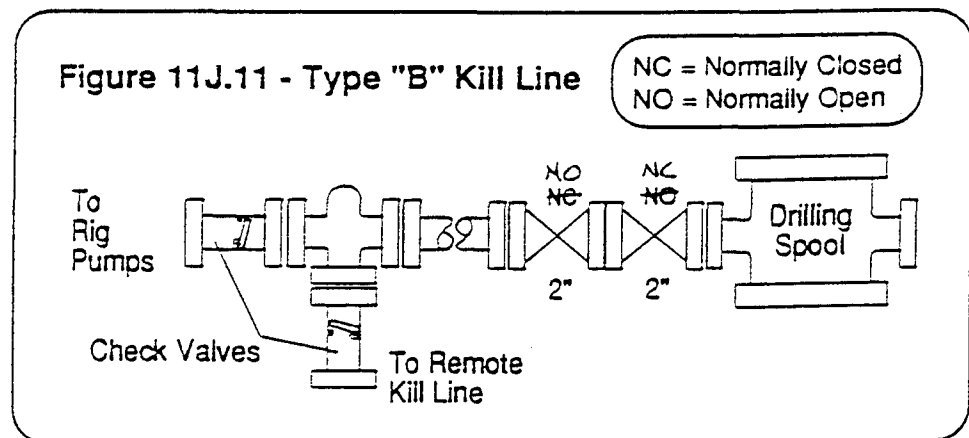 Figure 11J.11 - Type "B" Kill Line
NC = Normally Closed
NO = Normally Open
NO NC
NC NO
To
Rig
Pumps
Drilling
Spool
2" 2"
Check Valves
To Remote
Kill Line